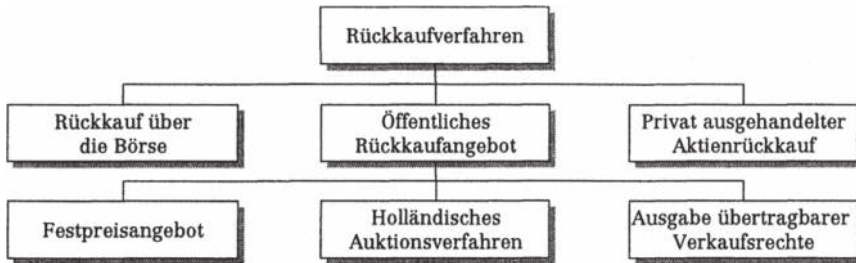 Rückkaufverfahren
Rückkauf über
die Börse
Öffentliches
Rückkaufangebot
Privat ausgehandelter
Aktienrückkauf
Festpreisangebot
Holländisches
Auktionsverfahren
Ausgabe übertragbarer
Verkaufsrechte